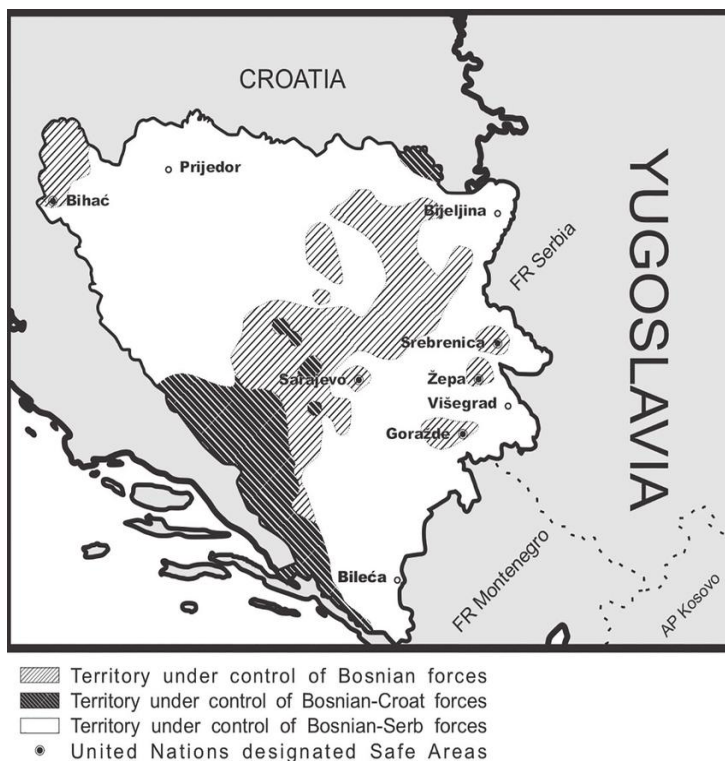 CROATIA
Prijedor
Bihać
Bijeljina
YUGOSLAVIA
FR Serbia
Srebrenica
Sarajevo
Žepa
Višegrad
Goražde
Bileća
FR Montenegro
AP Kosovo
Territory under control of Bosnian forces
Territory under control of Bosnian-Croat forces
Territory under control of Bosnian-Serb forces
United Nations designated Safe Areas